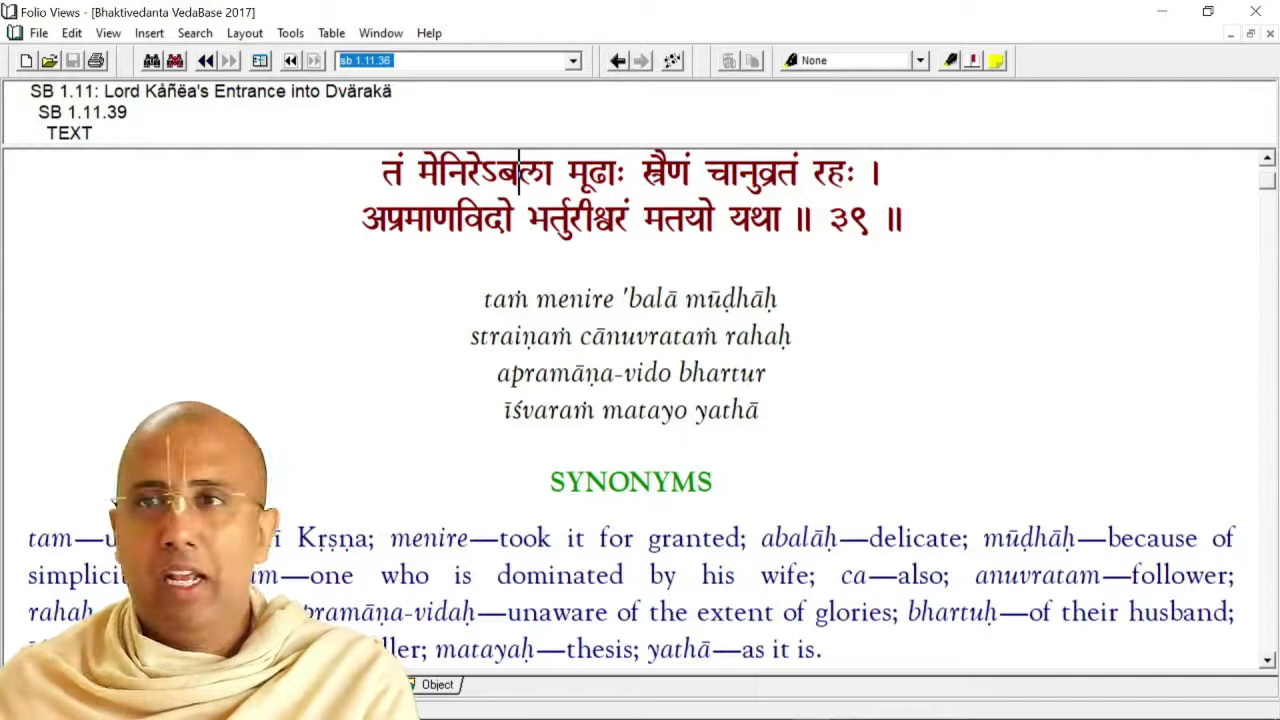 Folio Views - [Bhaktivedanta VedaBase 2017]
File Edit View Insert Search Layout Tools Table Window Help
sb 1.11.36 None
SB 1.11: Lord Kåñëa's Entrance into Dvärakä
SB 1.11.39
TEXT
तं मेनिरेऽबला मूढाः स्त्रैणं चानुव्रतं रहः ।
अप्रमाणविदो भर्तुरीश्वरं मतयो यथा ॥ ३९ ॥
taṁ menire 'balā mūḍhāḥ
straiṇaṁ cānuvrataṁ rahaḥ
apramāṇa-vido bhartur
īśvaraṁ matayo yathā
SYNONYMS
tam— Kṛṣṇa; menire—took it for granted; abalāḥ—delicate; mūḍhāḥ—because of
—one who is dominated by his wife; ca—also; anuvratam—follower;
rahaḥ —unaware of the extent of glories; bhartuḥ—of their husband;
matayaḥ—thesis; yathā—as it is.
Object